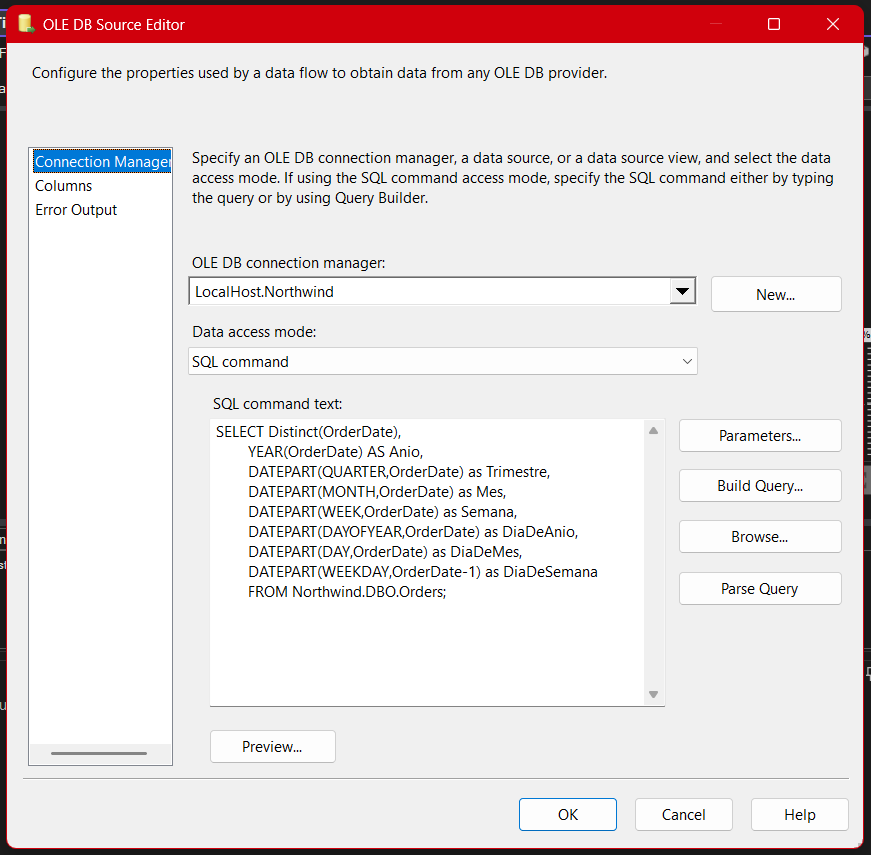 OLE DB Source Editor
Configure the properties used by a data flow to obtain data from any OLE DB provider.
Connection Manager
Columns
Error Output
Specify an OLE DB connection manager, a data source, or a data source view, and select the data
access mode. If using the SQL command access mode, specify the SQL command either by typing
the query or by using Query Builder.
OLE DB connection manager:
LocalHost.Northwind
New...
Data access mode:
SQL command
SQL command text:
SELECT Distinct(OrderDate),
YEAR(OrderDate) AS Anio,
DATEPART(QUARTER,OrderDate) as Trimestre,
DATEPART(MONTH,OrderDate) as Mes,
DATEPART(WEEK,OrderDate) as Semana,
DATEPART(DAYOFYEAR,OrderDate) as DiaDeAnio,
DATEPART(DAY,OrderDate) as DiaDeMes,
DATEPART(WEEKDAY,OrderDate-1) as DiaDeSemana
FROM Northwind.DBO.Orders;
Parameters...
Build Query...
Browse...
Parse Query
Preview...
OK
Cancel
Help